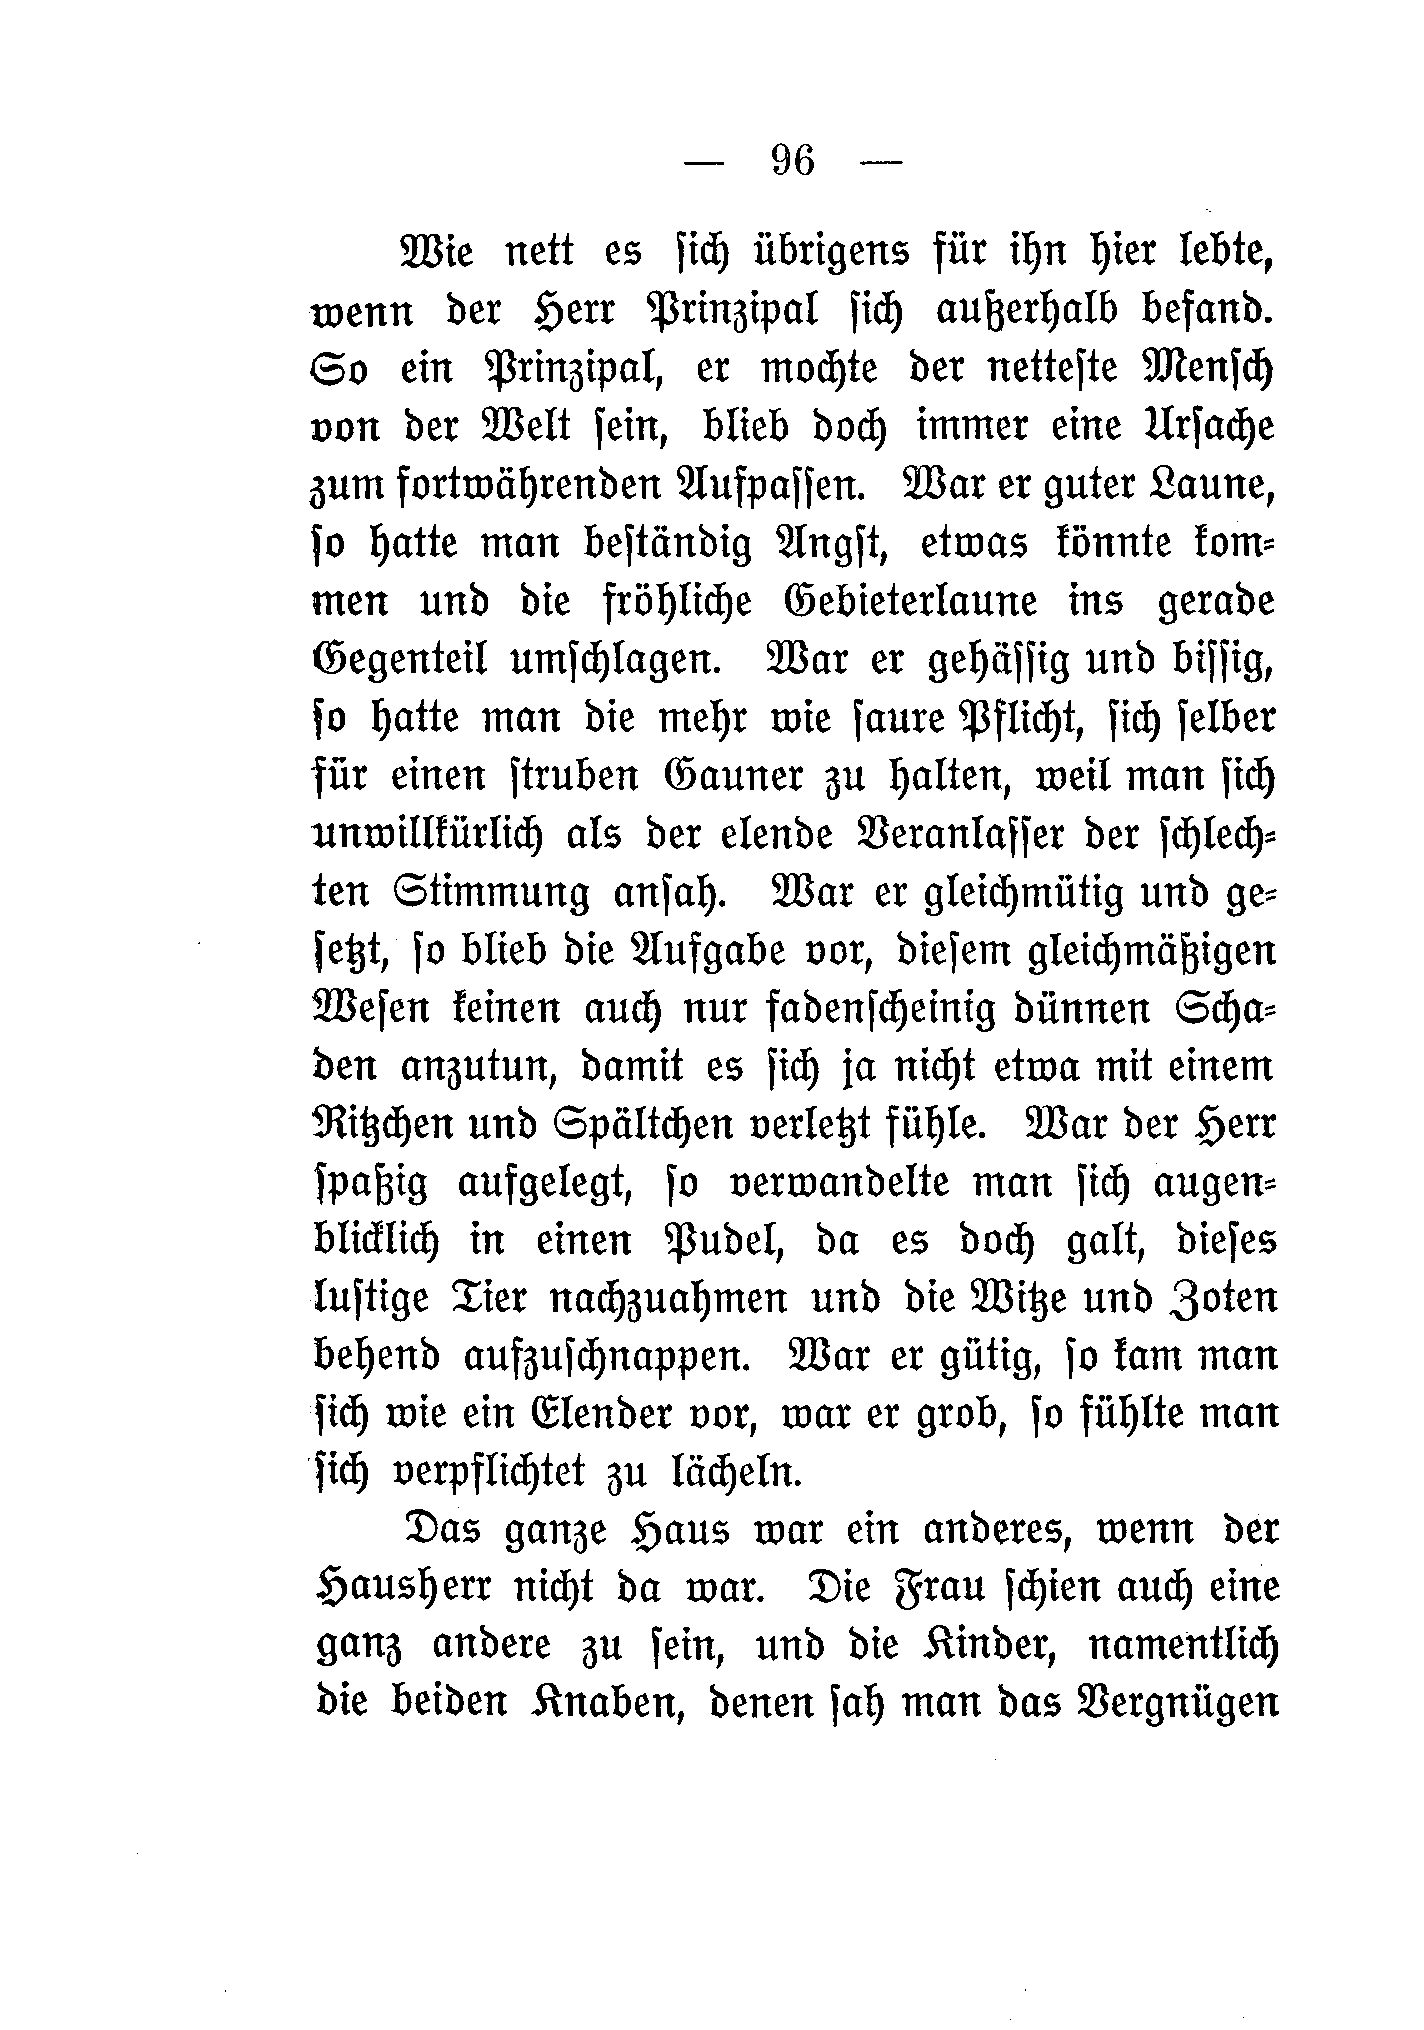 — 96 —
Wie nett es sich übrigens für ihn hier lebte,
wenn der Herr Prinzipal sich außerhalb befand.
So ein Prinzipal, er mochte der netteste Mensch
von der Welt sein, blieb doch immer eine Ursache
zum fortwährenden Aufpassen. War er guter Laune,
so hatte man beständig Angst, etwas könnte kom-
men und die fröhliche Gebieterlaune ins gerade
Gegenteil umschlagen. War er gehässig und bissig,
so hatte man die mehr wie saure Pflicht, sich selber
für einen struben Gauner zu halten, weil man sich
unwillkürlich als der elende Veranlasser der schlech-
ten Stimmung ansah. War er gleichmütig und ge-
setzt, so blieb die Aufgabe vor, diesem gleichmäßigen
Wesen keinen auch nur fadenscheinig dünnen Scha-
den anzutun, damit es sich ja nicht etwa mit einem
Ritzchen und Spältchen verletzt fühle. War der Herr
spaßig aufgelegt, so verwandelte man sich augen-
blicklich in einen Pudel, da es doch galt, dieses
lustige Tier nachzuahmen und die Witze und Zoten
behend aufzuschnappen. War er gütig, so kam man
sich wie ein Elender vor, war er grob, so fühlte man
sich verpflichtet zu lächeln.
Das ganze Haus war ein anderes, wenn der
Hausherr nicht da war. Die Frau schien auch eine
ganz andere zu sein, und die Kinder, namentlich
die beiden Knaben, denen sah man das Vergnügen